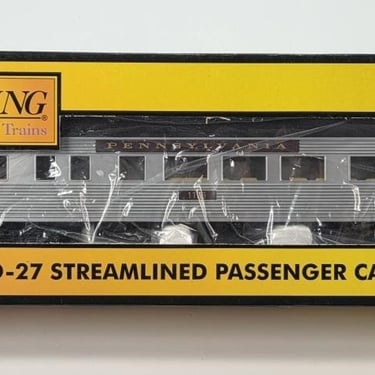 ING
Trains
PENNSYLVANIA
O-27 STREAMLINED PASSENGER CA